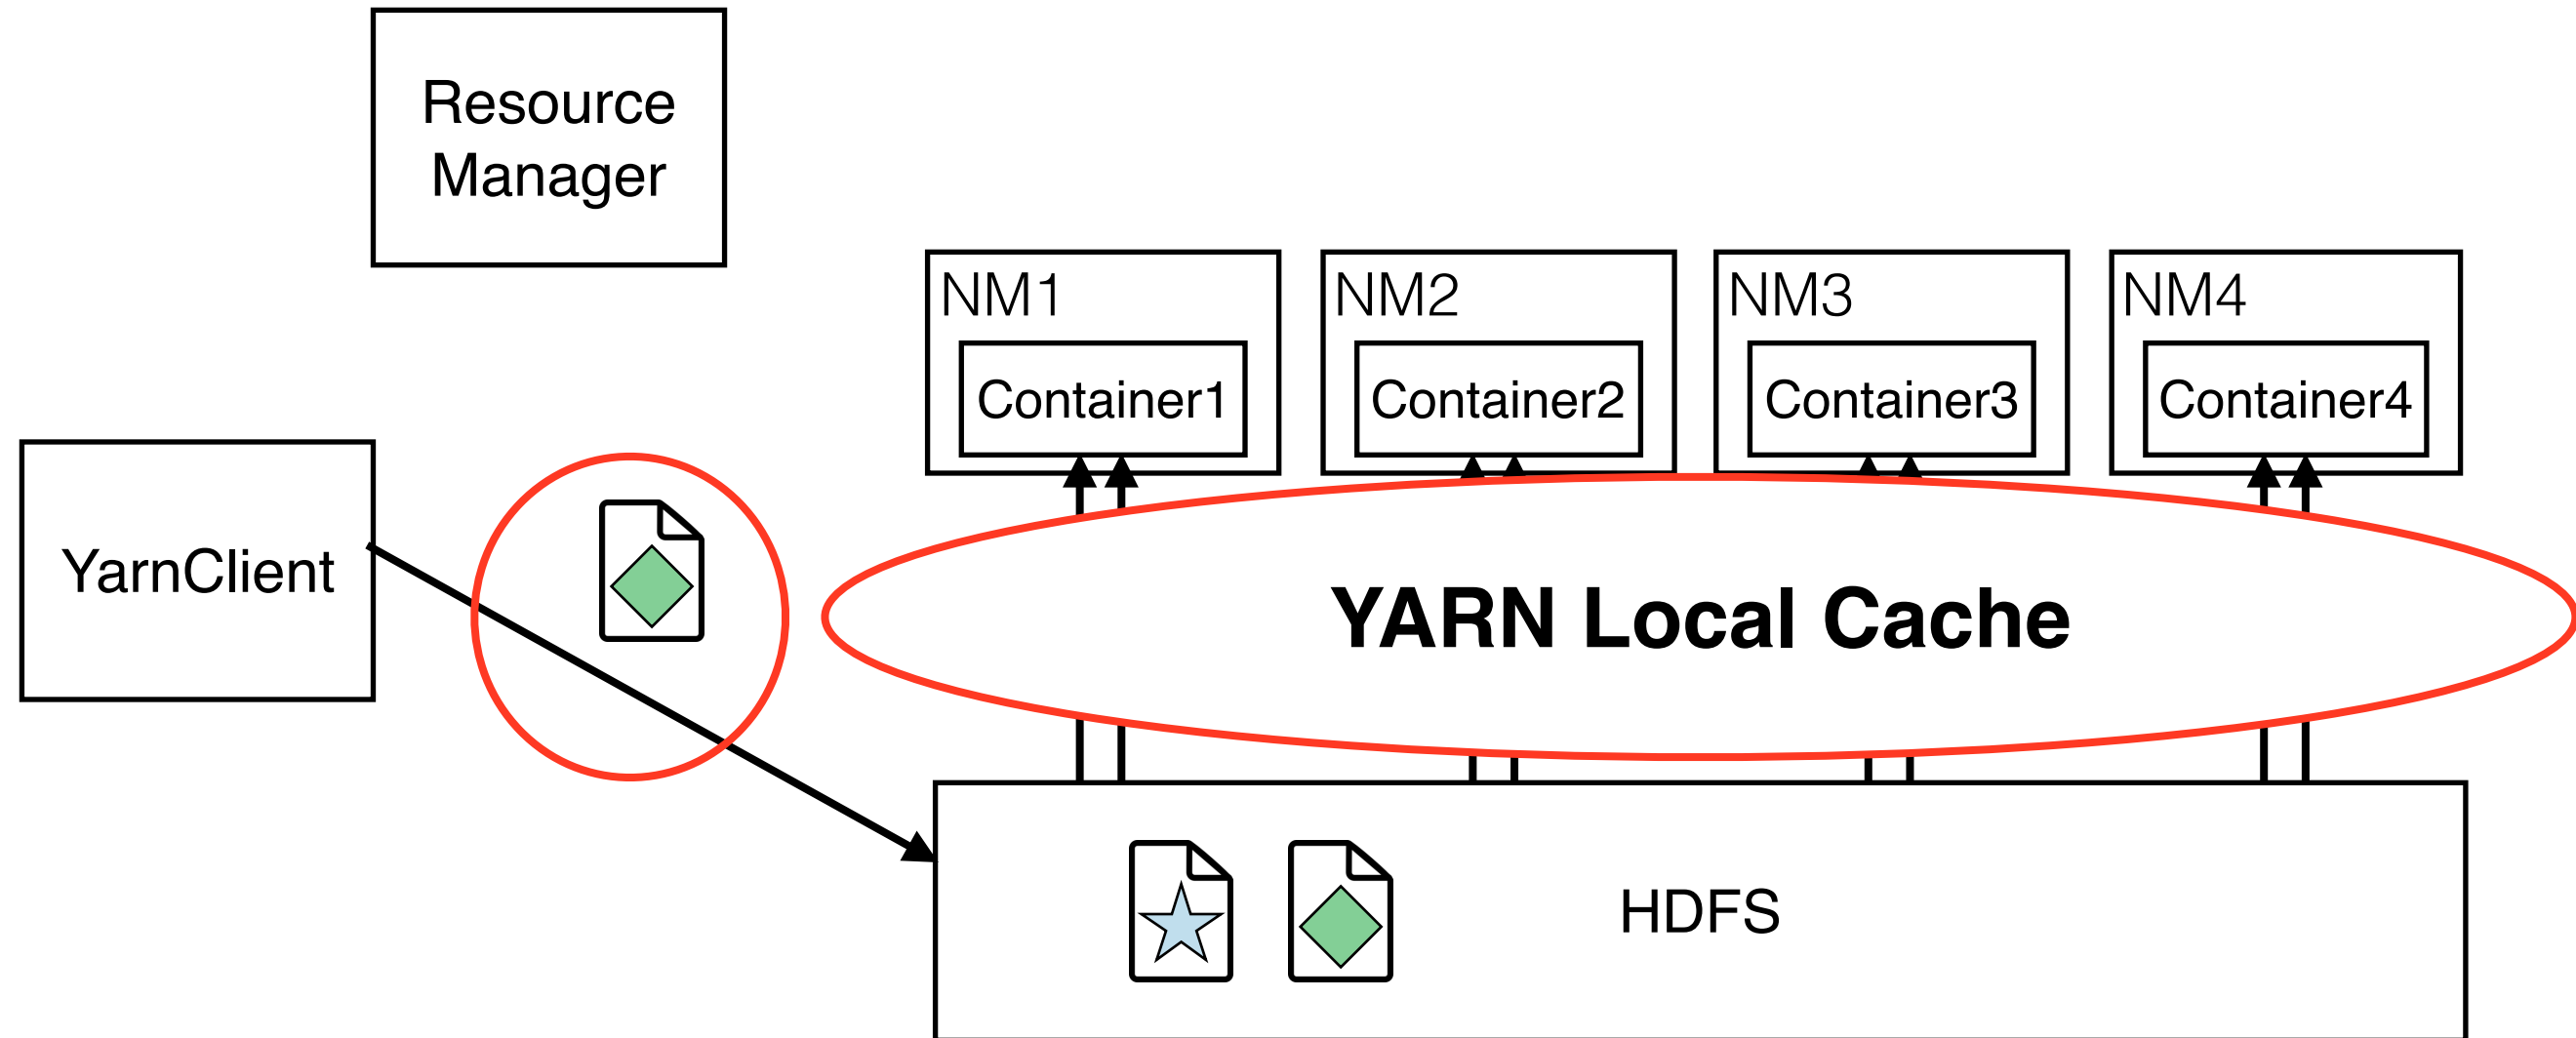 Resource
Manager
NM1
NM2
NM3
NM4
Container1
Container2
Container3
Container4
YarnClient
YARN Local Cache
HDFS